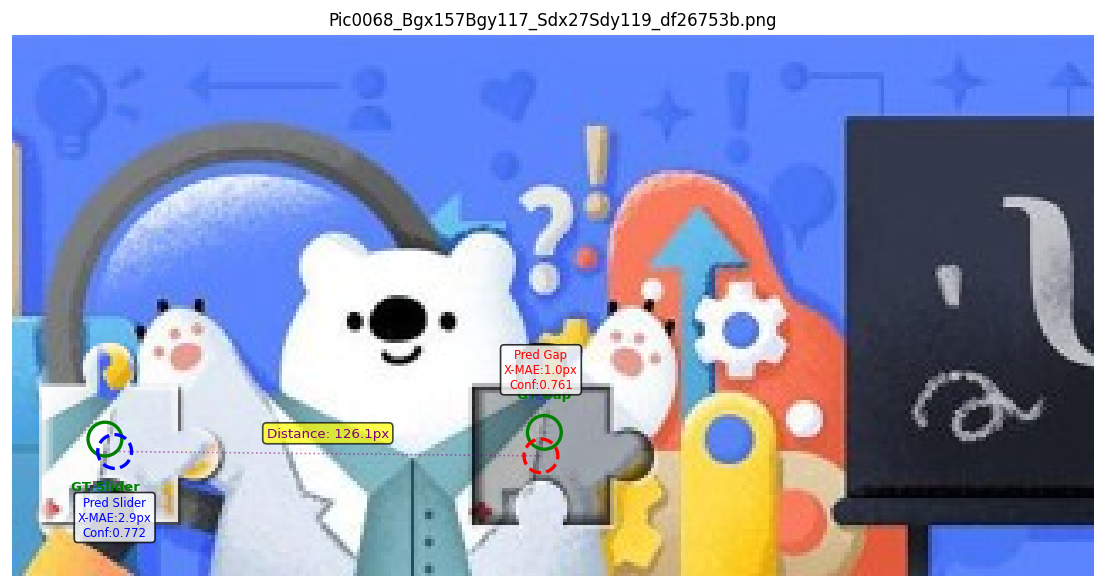 Pic0068_Bgx157Bgy117_Sdx27Sdy119_df26753b.png
Pred Gap
X-MAE:1.0px
Conf:0.761
GT Gap
Distance: 126.1px
GT Slider
Pred Slider
X-MAE:2.9px
Conf:0.772